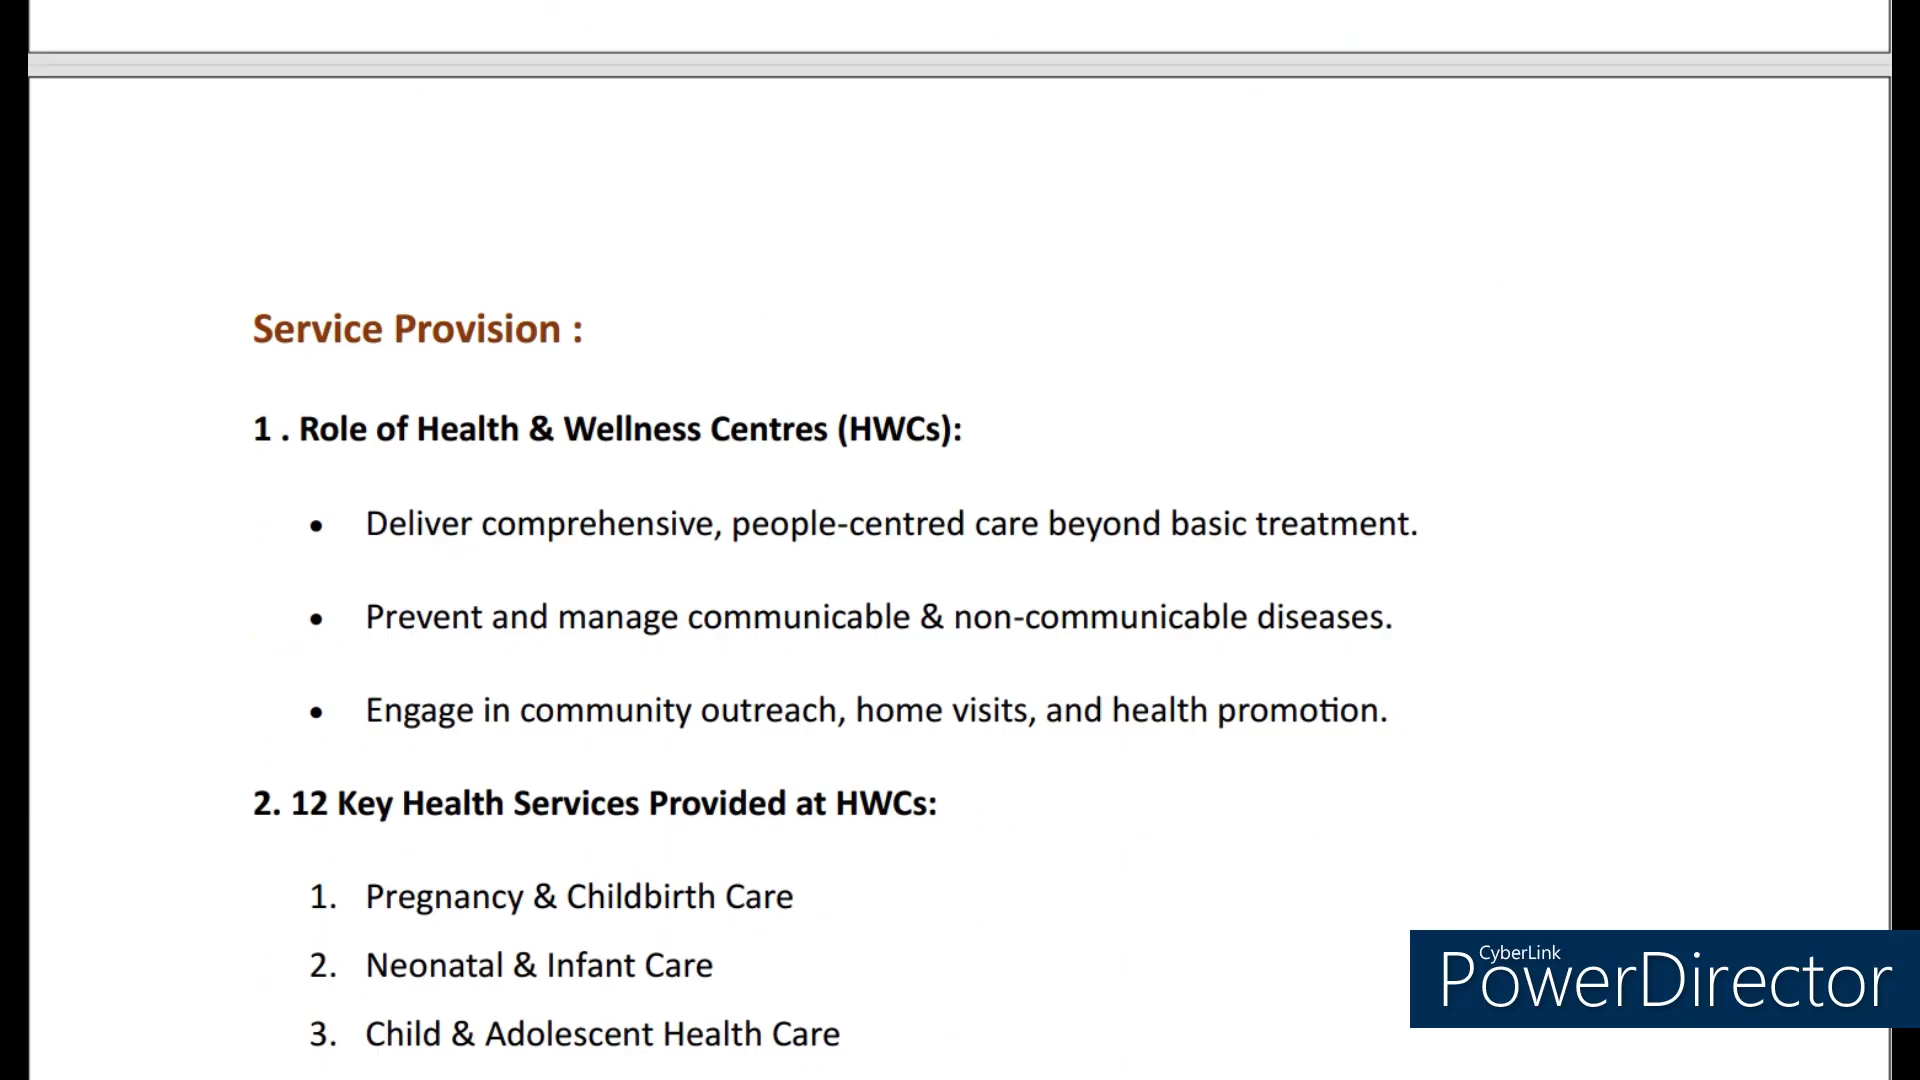 Service Provision :
1 . Role of Health & Wellness Centres (HWCs):
• Deliver comprehensive, people-centred care beyond basic treatment.
• Prevent and manage communicable & non-communicable diseases.
• Engage in community outreach, home visits, and health promotion.
2. 12 Key Health Services Provided at HWCs:
1. Pregnancy & Childbirth Care
2. Neonatal & Infant Care
3. Child & Adolescent Health Care
CyberLink
PowerDirector